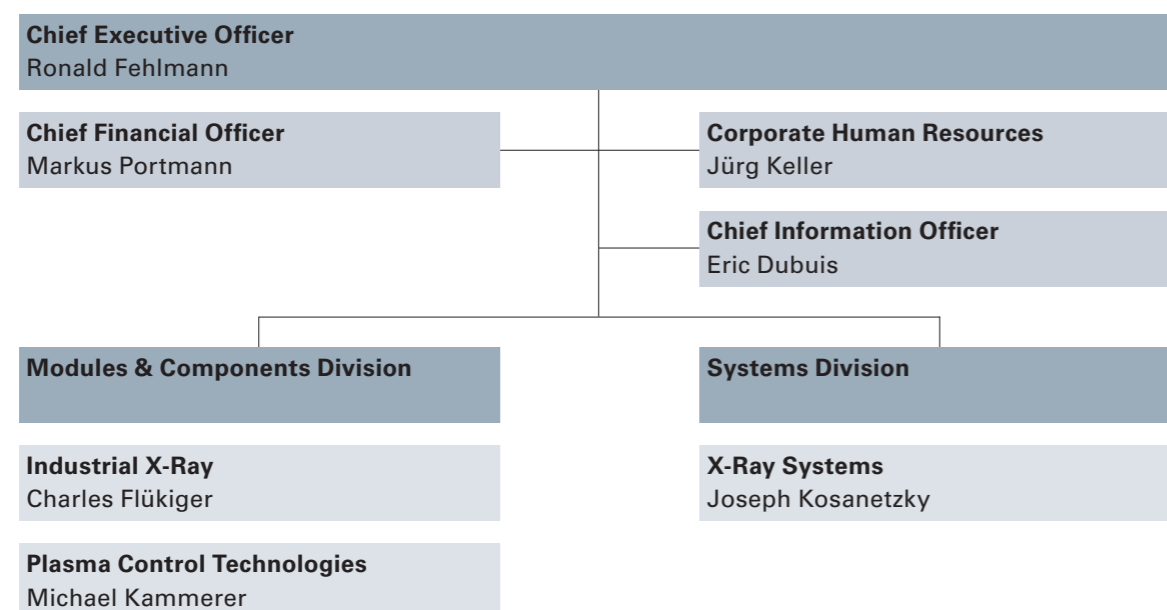 Chief Executive Officer
Ronald Fehlmann
Chief Financial Officer
Markus Portmann
Corporate Human Resources
Jürg Keller
Chief Information Officer
Eric Dubuis
Modules & Components Division
Systems Division
Industrial X-Ray
Charles Flükiger
X-Ray Systems
Joseph Kosanetzky
Plasma Control Technologies
Michael Kammerer